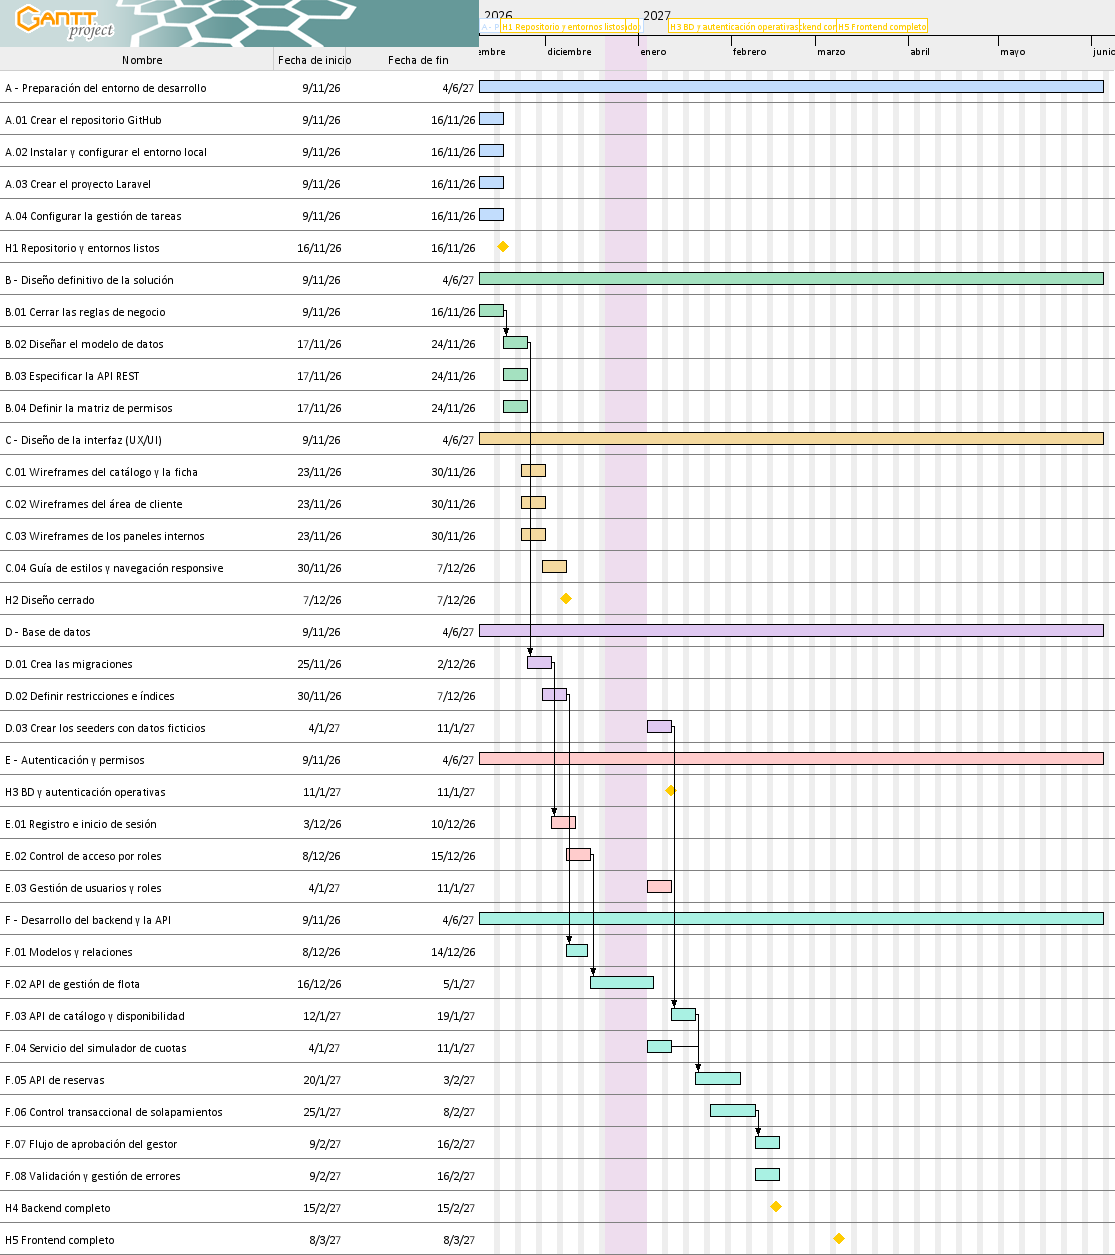 GANTT
project
2026
2027
H1 Repositorio y entornos listos
H3 BD y autenticación operativas
H5 Frontend completo
diciembre
enero
febrero
marzo
abril
mayo
junio
Nombre Fecha de inicio Fecha de fin
A - Preparación del entorno de desarrollo 9/11/26 4/6/27
A.01 Crear el repositorio GitHub 9/11/26 16/11/26
A.02 Instalar y configurar el entorno local 9/11/26 16/11/26
A.03 Crear el proyecto Laravel 9/11/26 16/11/26
A.04 Configurar la gestión de tareas 9/11/26 16/11/26
H1 Repositorio y entornos listos 16/11/26 16/11/26
B - Diseño definitivo de la solución 9/11/26 4/6/27
B.01 Cerrar las reglas de negocio 9/11/26 16/11/26
B.02 Diseñar el modelo de datos 17/11/26 24/11/26
B.03 Especificar la API REST 17/11/26 24/11/26
B.04 Definir la matriz de permisos 17/11/26 24/11/26
C - Diseño de la interfaz (UX/UI) 9/11/26 4/6/27
C.01 Wireframes del catálogo y la ficha 23/11/26 30/11/26
C.02 Wireframes del área de cliente 23/11/26 30/11/26
C.03 Wireframes de los paneles internos 23/11/26 30/11/26
C.04 Guía de estilos y navegación responsive 30/11/26 7/12/26
H2 Diseño cerrado 7/12/26 7/12/26
D - Base de datos 9/11/26 4/6/27
D.01 Crea las migraciones 25/11/26 2/12/26
D.02 Definir restricciones e índices 30/11/26 7/12/26
D.03 Crear los seeders con datos ficticios 4/1/27 11/1/27
E - Autenticación y permisos 9/11/26 4/6/27
H3 BD y autenticación operativas 11/1/27 11/1/27
E.01 Registro e inicio de sesión 3/12/26 10/12/26
E.02 Control de acceso por roles 8/12/26 15/12/26
E.03 Gestión de usuarios y roles 4/1/27 11/1/27
F - Desarrollo del backend y la API 9/11/26 4/6/27
F.01 Modelos y relaciones 8/12/26 14/12/26
F.02 API de gestión de flota 16/12/26 5/1/27
F.03 API de catálogo y disponibilidad 12/1/27 19/1/27
F.04 Servicio del simulador de cuotas 4/1/27 11/1/27
F.05 API de reservas 20/1/27 3/2/27
F.06 Control transaccional de solapamientos 25/1/27 8/2/27
F.07 Flujo de aprobación del gestor 9/2/27 16/2/27
F.08 Validación y gestión de errores 9/2/27 16/2/27
H4 Backend completo 15/2/27 15/2/27
H5 Frontend completo 8/3/27 8/3/27